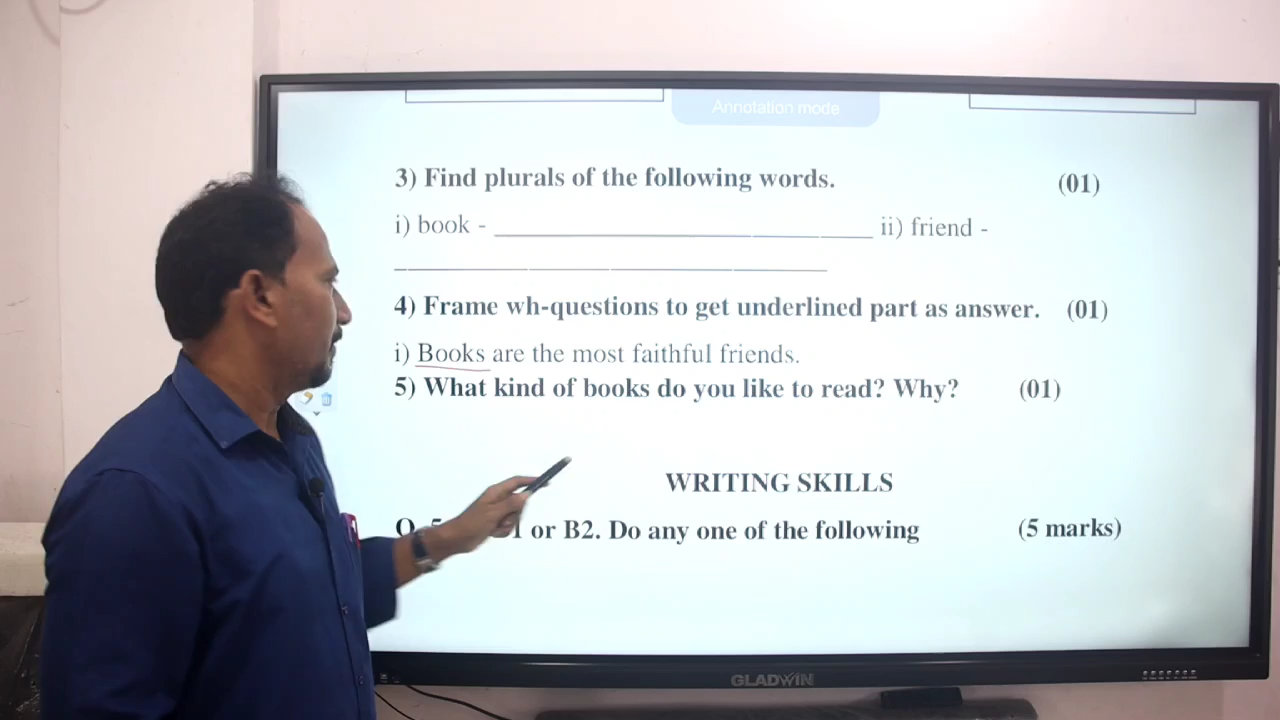 Annotation mode
3) Find plurals of the following words. (01)
i) book - ______________________ ii) friend -
______________________
4) Frame wh-questions to get underlined part as answer. (01)
i) Books are the most faithful friends.
5) What kind of books do you like to read? Why? (01)
WRITING SKILLS
or B2. Do any one of the following (5 marks)
GLADWIN